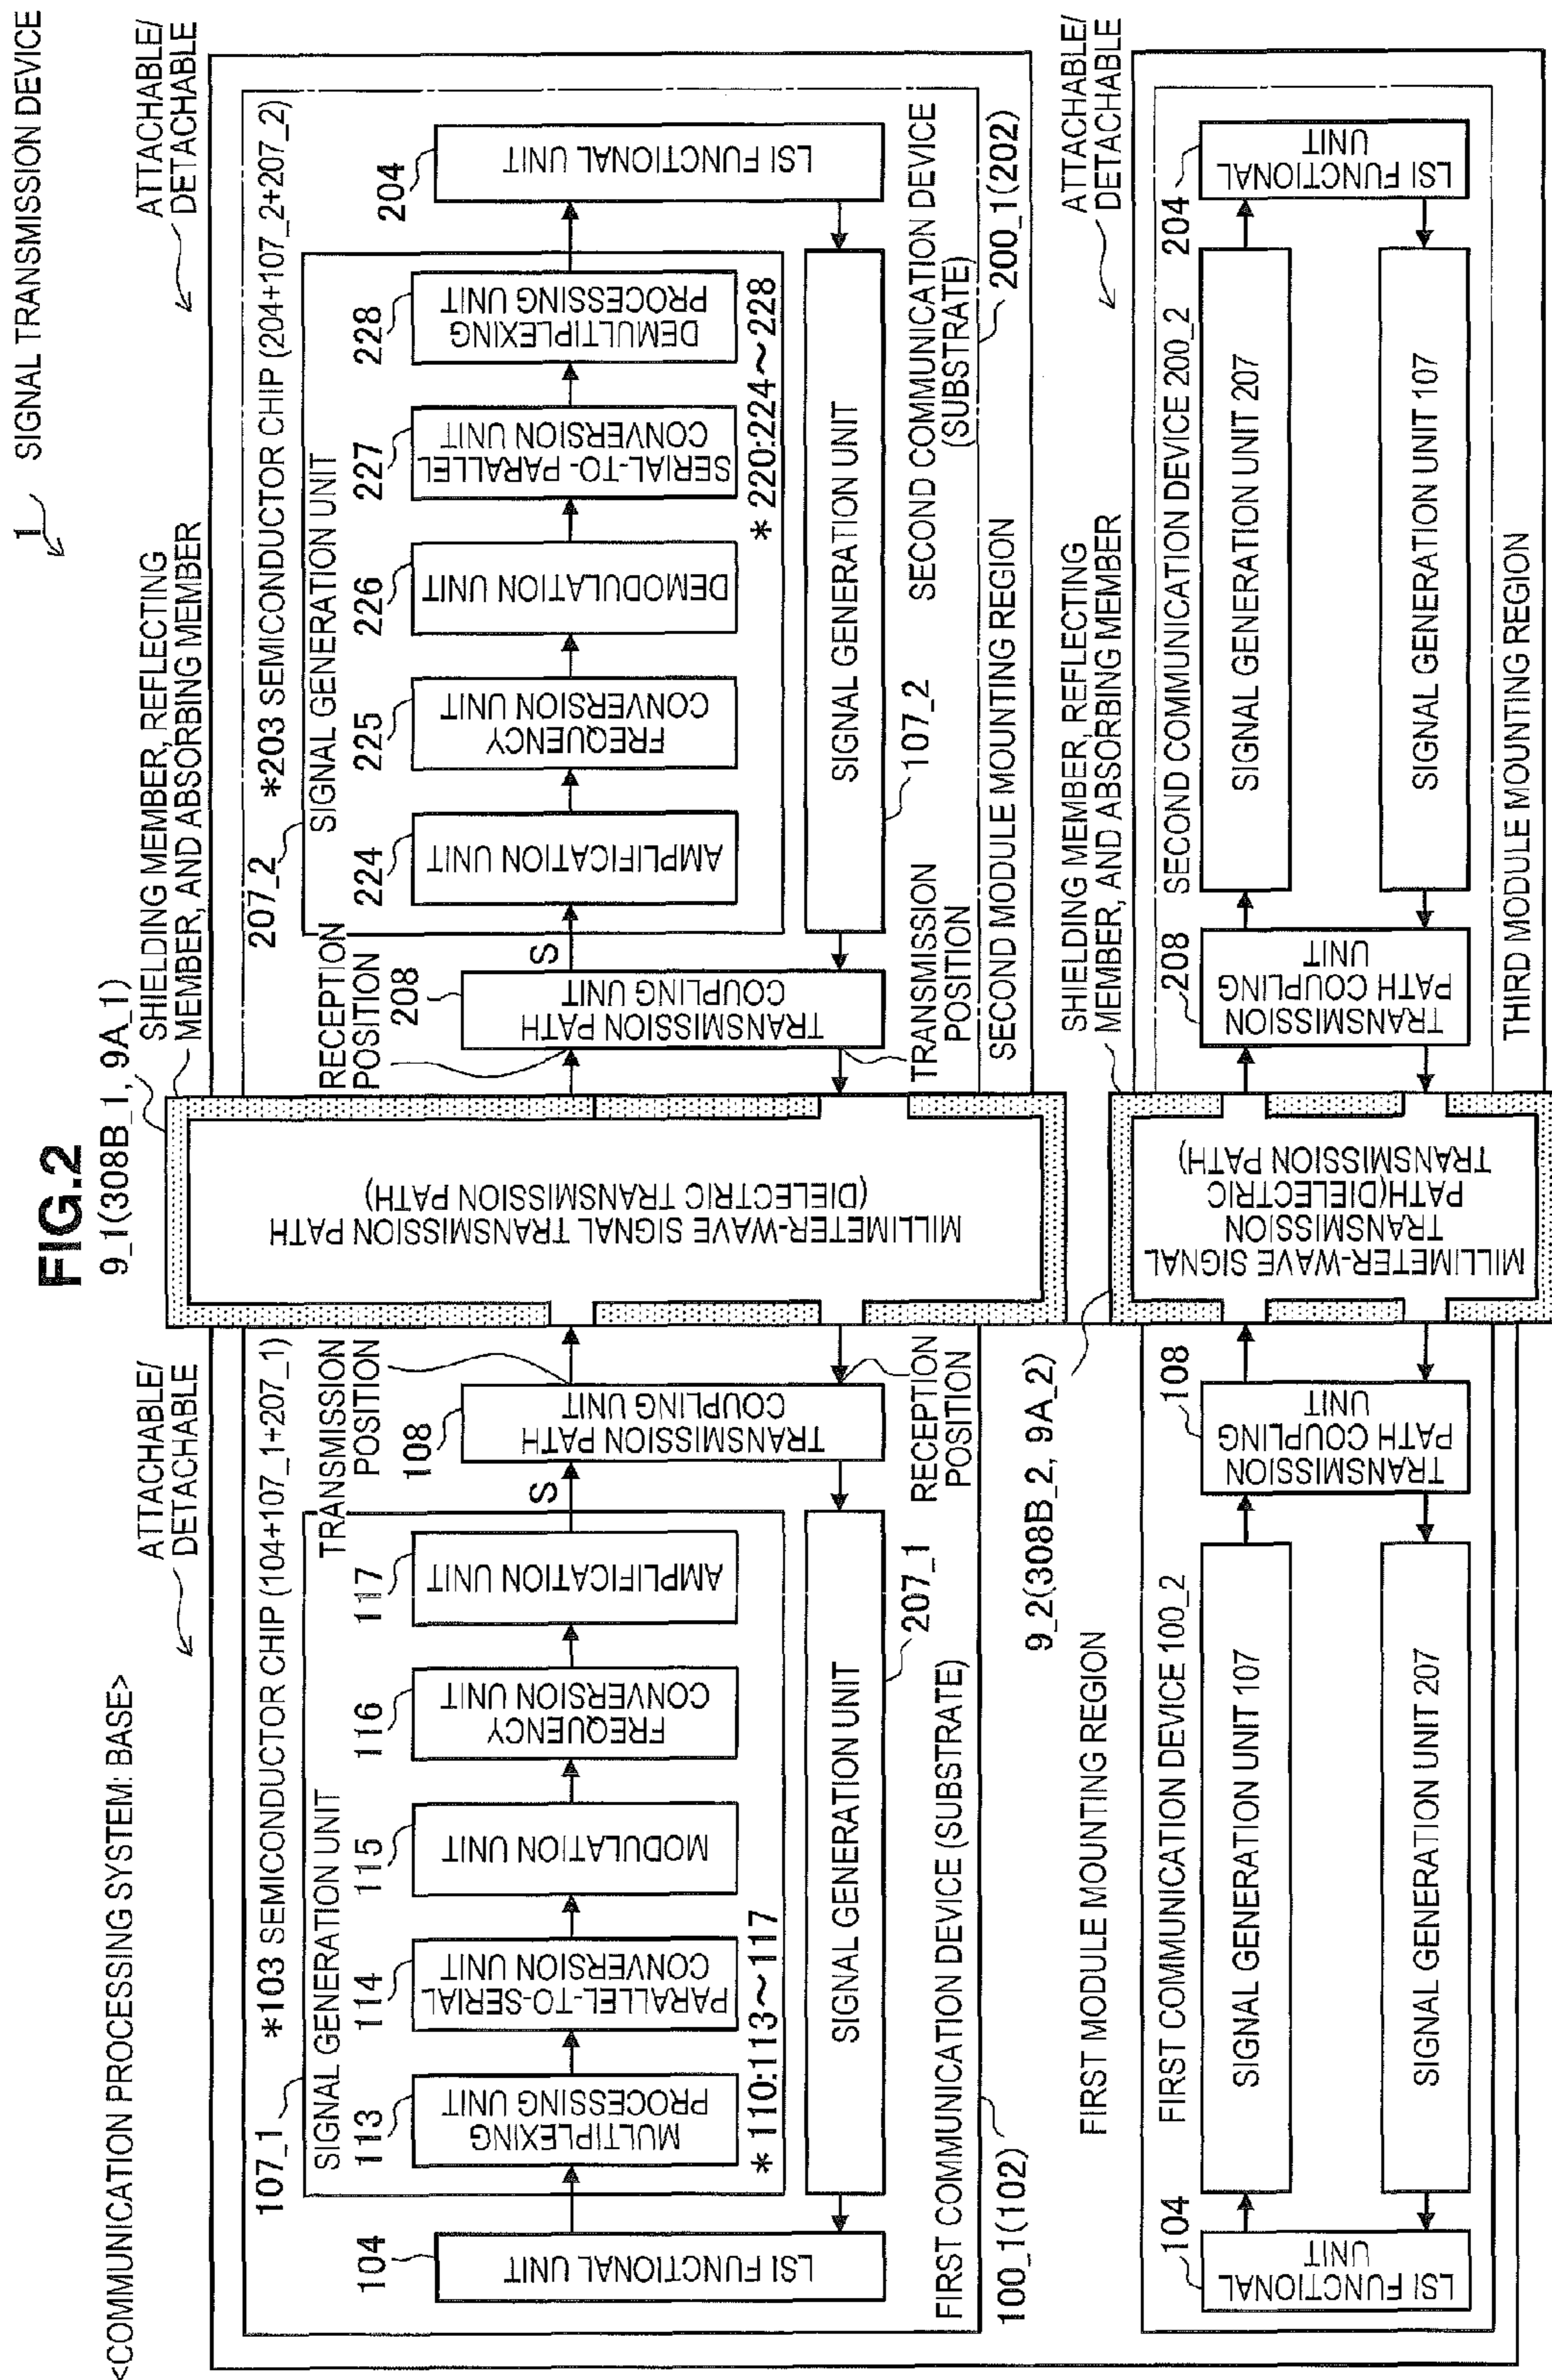 FIG.2
<COMMUNICATION PROCESSING SYSTEM: BASE>
1
SIGNAL TRANSMISSION DEVICE
9_1(308B_1, 9A_1)
SHIELDING MEMBER, REFLECTING
MEMBER, AND ABSORBING MEMBER
ATTACHABLE/
DETACHABLE
107_1
*103 SEMICONDUCTOR CHIP (104+107_1+207_1)
SIGNAL GENERATION UNIT
104
LSI FUNCTIONAL UNIT
113
MULTIPLEXING
PROCESSING UNIT
114
PARALLEL-TO-SERIAL
CONVERSION UNIT
115
MODULATION UNIT
116
FREQUENCY
CONVERSION UNIT
117
AMPLIFICATION UNIT
*110:113~117
S
TRANSMISSION
POSITION
108
TRANSMISSION PATH
COUPLING UNIT
RECEPTION
POSITION
SIGNAL GENERATION UNIT
207_1
FIRST COMMUNICATION DEVICE (SUBSTRATE)
100_1(102)
MILLIMETER-WAVE SIGNAL TRANSMISSION PATH
(DIELECTRIC TRANSMISSION PATH)
ATTACHABLE/
DETACHABLE
207_2
*203 SEMICONDUCTOR CHIP (204+107_2+207_2)
SIGNAL GENERATION UNIT
RECEPTION
POSITION
208
TRANSMISSION PATH
COUPLING UNIT
S
224
AMPLIFICATION UNIT
225
FREQUENCY
CONVERSION UNIT
226
DEMODULATION UNIT
227
SERIAL-TO-PARALLEL
CONVERSION UNIT
228
DEMULTIPLEXING
PROCESSING UNIT
*220:224~228
204
LSI FUNCTIONAL UNIT
SIGNAL GENERATION UNIT
107_2
TRANSMISSION
POSITION
SECOND COMMUNICATION DEVICE
(SUBSTRATE)
200_1(202)
SECOND MODULE MOUNTING REGION
FIRST MODULE MOUNTING REGION
9_2(308B_2, 9A_2)
SHIELDING MEMBER, REFLECTING
MEMBER, AND ABSORBING MEMBER
ATTACHABLE/
DETACHABLE
FIRST COMMUNICATION DEVICE 100_2
104
LSI FUNCTIONAL
UNIT
SIGNAL GENERATION UNIT 107
SIGNAL GENERATION UNIT 207
108
TRANSMISSION
PATH COUPLING
UNIT
MILLIMETER-WAVE SIGNAL
TRANSMISSION
PATH(DIELECTRIC
TRANSMISSION PATH)
208
TRANSMISSION
PATH COUPLING
UNIT
SECOND COMMUNICATION DEVICE 200_2
SIGNAL GENERATION UNIT 207
SIGNAL GENERATION UNIT 107
204
LSI FUNCTIONAL
UNIT
THIRD MODULE MOUNTING REGION